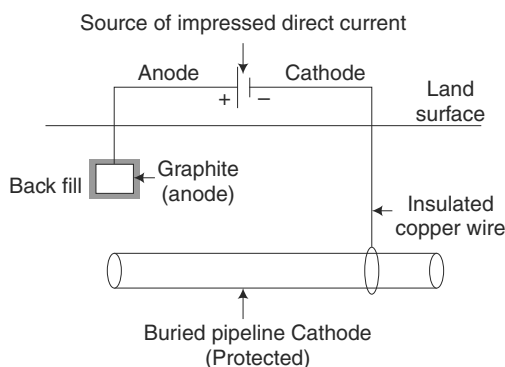 Source of impressed direct current
Anode
Cathode
+
–
Land
surface
Graphite
(anode)
Back fill
Insulated
copper wire
Buried pipeline Cathode
(Protected)